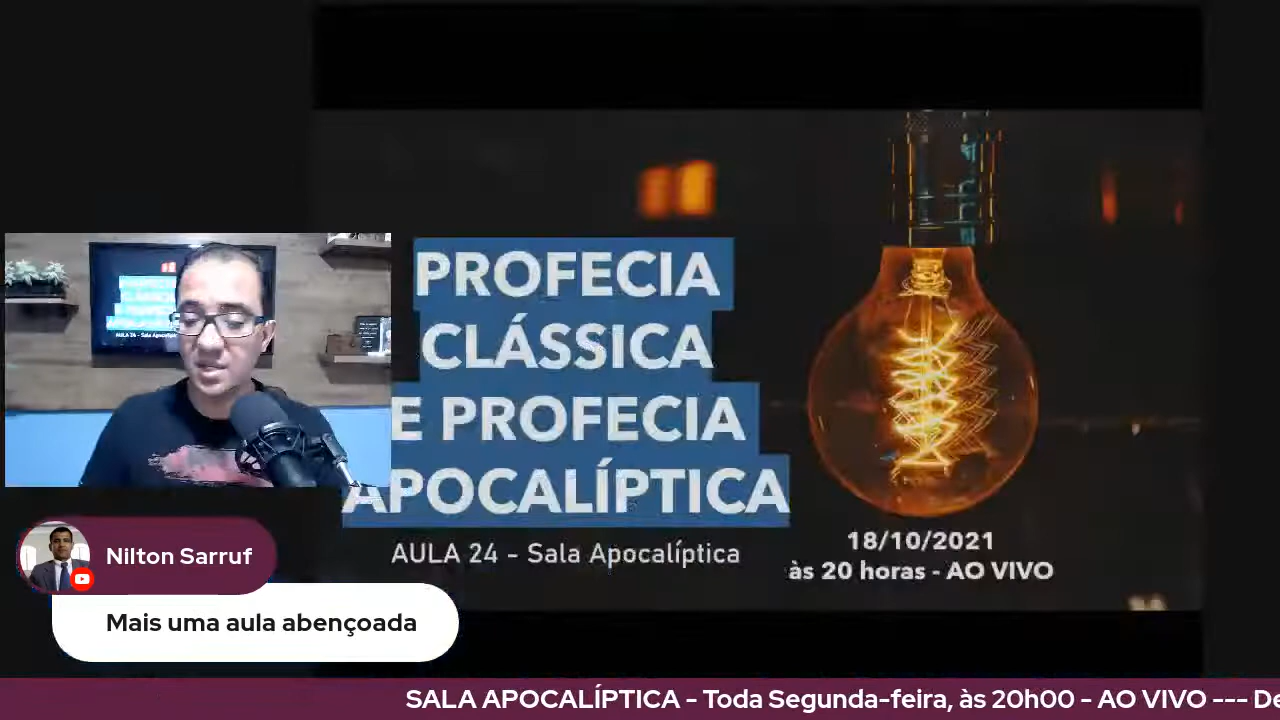 PROFECIA
CLÁSSICA
E PROFECIA
APOCALÍPTICA
AULA 24 - Sala Apocalíptica
18/10/2021
às 20 horas - AO VIVO
Nilton Sarruf
Mais uma aula abençoada
SALA APOCALÍPTICA - Toda Segunda-feira, às 20h00 - AO VIVO --- De